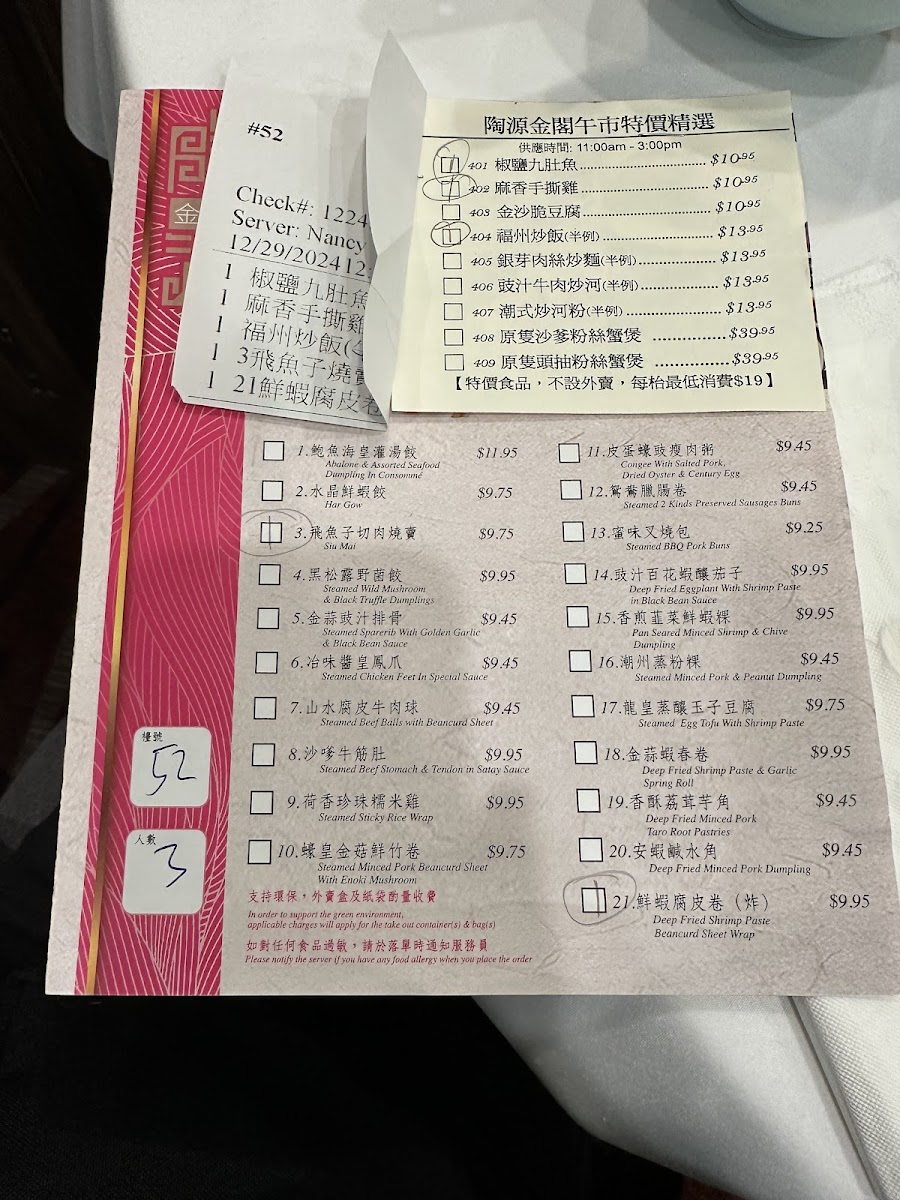 #52
Check#: 1224
Server: Nancy
12/29/2024 12:
1 椒鹽九肚魚
1 麻香手撕雞
1 福州炒飯(
1 3飛魚子燒賣
1 21鮮蝦腐皮卷
陶源金閣午市特價精選
供應時間: 11:00am - 3:00pm
401 椒鹽九肚魚 $10.95
402 麻香手撕雞 $10.95
403 金沙脆豆腐 $10.95
404 福州炒飯(半例) $13.95
405 銀芽肉絲炒麵(半例) $13.95
406 豉汁牛肉炒河(半例) $13.95
407 潮式炒河粉(半例) $13.95
408 原隻沙爹粉絲蟹煲 $39.95
409 原隻頭抽粉絲蟹煲 $39.95
【特價食品，不設外賣，每枱最低消費$19】
金
1.鮑魚海皇灌湯餃 $11.95
Abalone & Assorted Seafood
Dumpling In Consommé
2.水晶鮮蝦餃 $9.75
Har Gow
3.飛魚子切肉燒賣 $9.75
Siu Mai
4.黑松露野菌餃 $9.95
Steamed Wild Mushroom
& Black Truffle Dumplings
5.金蒜豉汁排骨 $9.45
Steamed Sparerib With Golden Garlic
& Black Bean Sauce
6.冶味醬皇鳳爪 $9.45
Steamed Chicken Feet In Special Sauce
7.山水腐皮牛肉球 $9.45
Steamed Beef Balls with Beancurd Sheet
8.沙嗲牛筋肚 $9.95
Steamed Beef Stomach & Tendon in Satay Sauce
9.荷香珍珠糯米雞 $9.95
Steamed Sticky Rice Wrap
10.蠔皇金菇鮮竹卷 $9.75
Steamed Minced Pork Beancurd Sheet
With Enoki Mushroom
11.皮蛋蠔豉瘦肉粥 $9.45
Congee With Salted Pork,
Dried Oyster & Century Egg
12.鴛鴦臘腸卷 $9.45
Steamed 2 Kinds Preserved Sausages Buns
13.蜜味叉燒包 $9.25
Steamed BBQ Pork Buns
14.豉汁百花蝦釀茄子 $9.95
Deep Fried Eggplant With Shrimp Paste
in Black Bean Sauce
15.香煎韮菜鮮蝦粿 $9.95
Pan Seared Minced Shrimp & Chive
Dumpling
16.潮州蒸粉粿 $9.45
Steamed Minced Pork & Peanut Dumpling
17.龍皇蒸釀玉子豆腐 $9.75
Steamed Egg Tofu With Shrimp Paste
18.金蒜蝦春卷 $9.95
Deep Fried Shrimp Paste & Garlic
Spring Roll
19.香酥荔茸芋角 $9.45
Deep Fried Minced Pork
Taro Root Pastries
20.安蝦鹹水角 $9.45
Deep Fried Minced Pork Dumpling
21.鮮蝦腐皮卷（炸） $9.95
Deep Fried Shrimp Paste
Beancurd Sheet Wrap
檯號
52
人數
3
支持環保，外賣盒及紙袋酌量收費
In order to support the green environment,
applicable charges will apply for the take out container(s) & bag(s)
如對任何食品過敏，請於落單時通知服務員
Please notify the server if you have any food allergy when you place the order